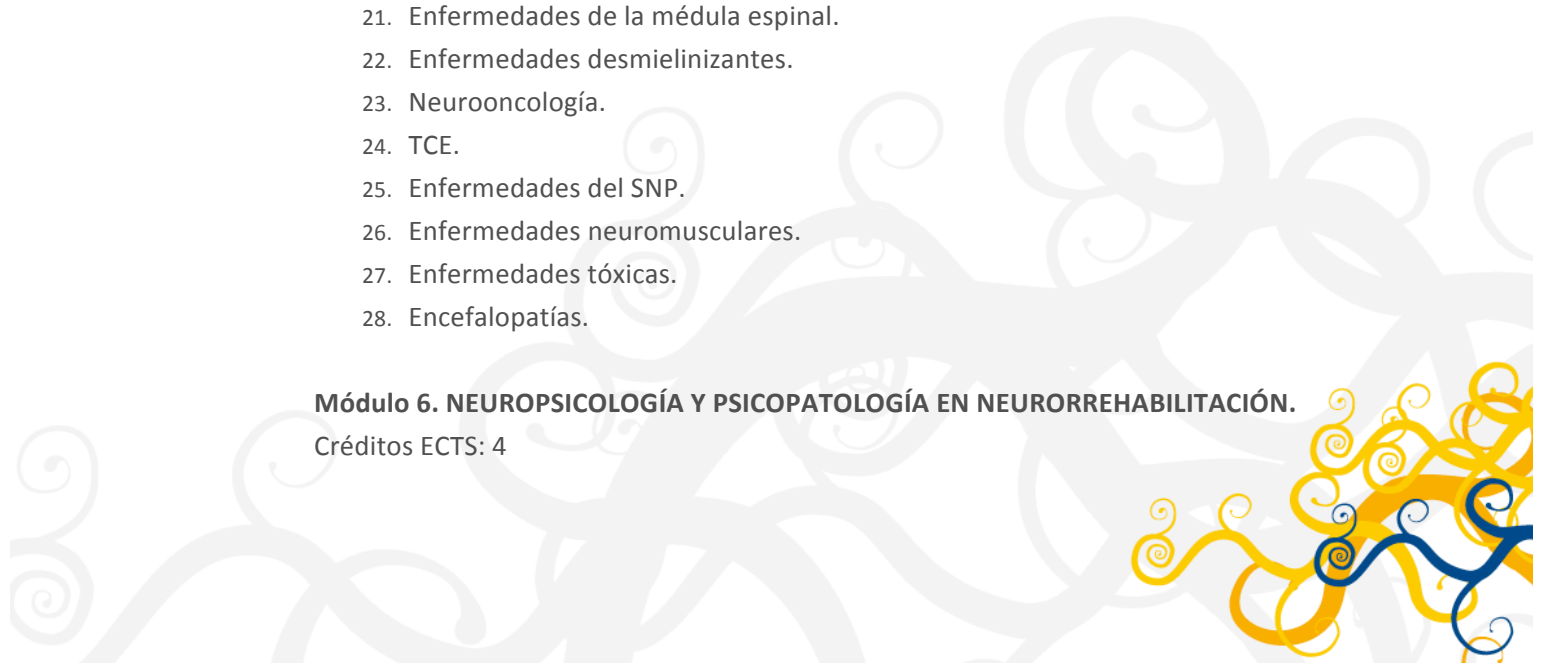 21. Enfermedades de la médula espinal.
22. Enfermedades desmielinizantes.
23. Neurooncología.
24. TCE.
25. Enfermedades del SNP.
26. Enfermedades neuromusculares.
27. Enfermedades tóxicas.
28. Encefalopatías.
Módulo 6. NEUROPSICOLOGÍA Y PSICOPATOLOGÍA EN NEURORREHABILITACIÓN.
Créditos ECTS: 4